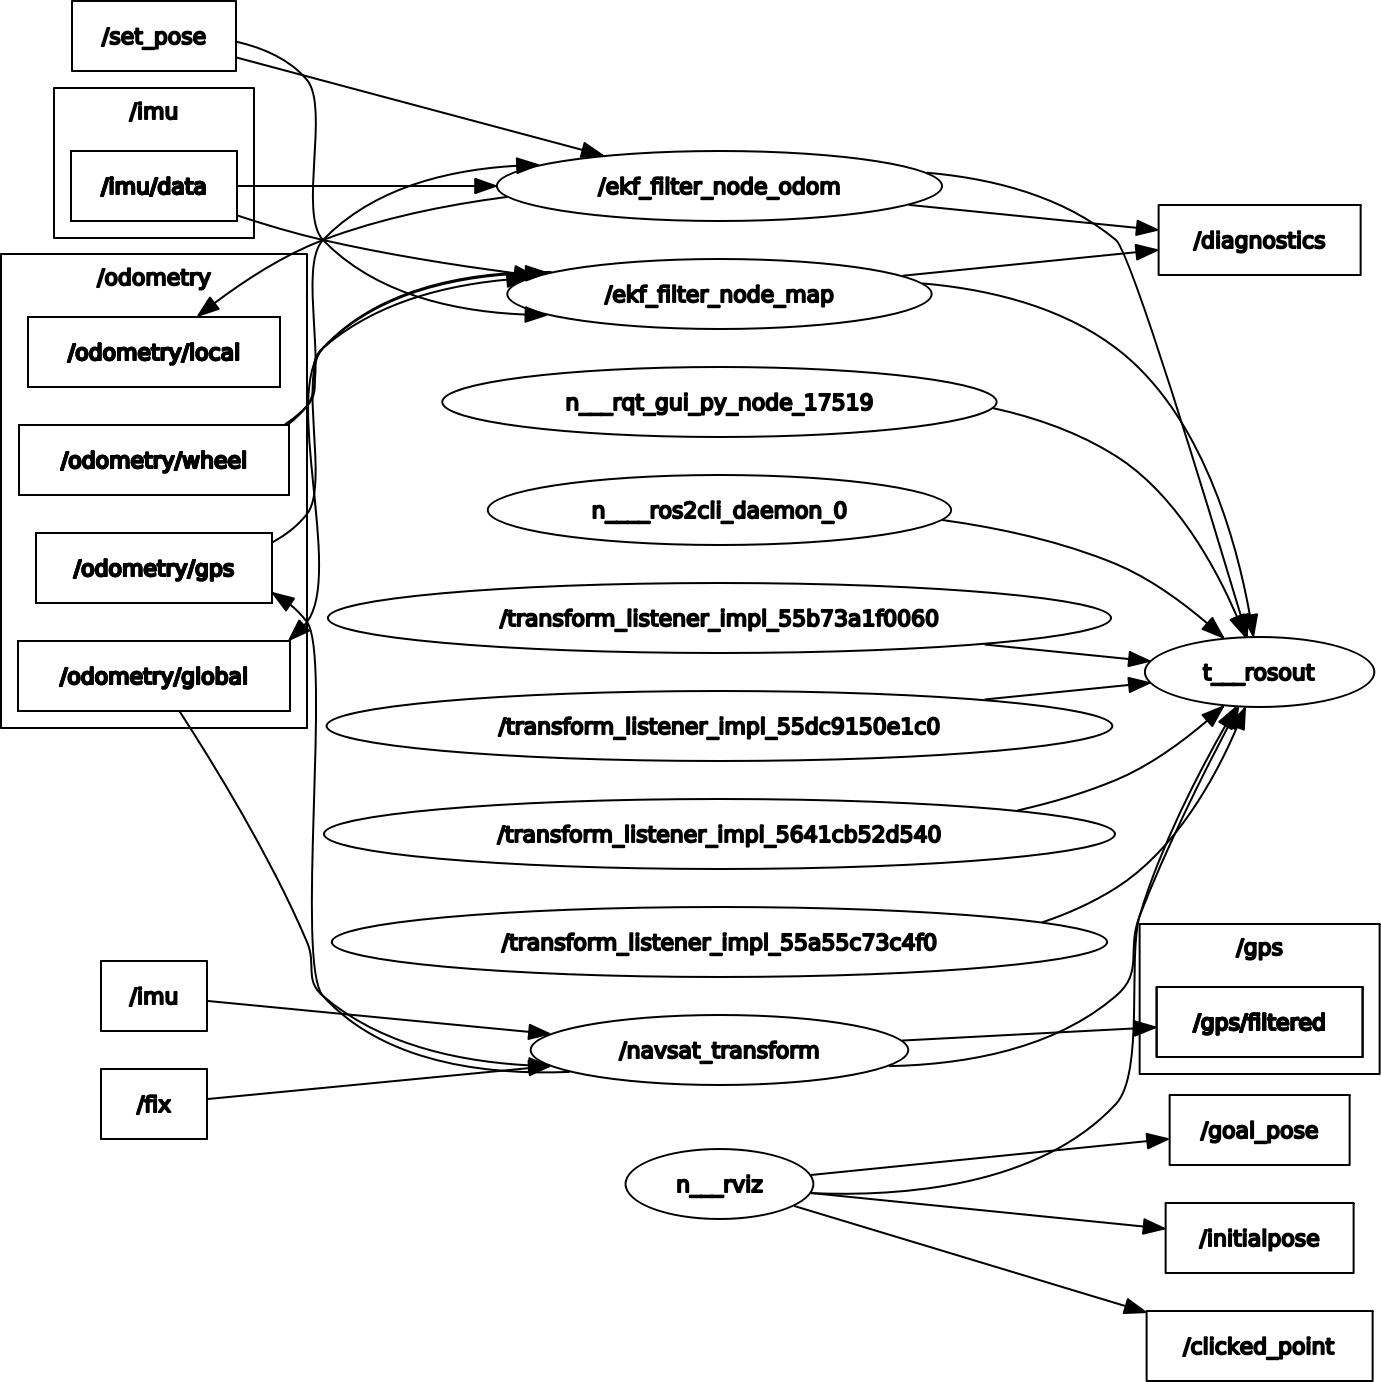 /set_pose
/imu
/imu/data
/odometry
/odometry/local
/odometry/wheel
/odometry/gps
/odometry/global
/imu
/fix
/ekf_filter_node_odom
/ekf_filter_node_map
n___rqt_gui_py_node_17519
n____ros2cli_daemon_0
/transform_listener_impl_55b73a1f0060
/transform_listener_impl_55dc9150e1c0
/transform_listener_impl_5641cb52d540
/transform_listener_impl_55a55c73c4f0
/navsat_transform
n___rviz
/diagnostics
t___rosout
/gps
/gps/filtered
/goal_pose
/initialpose
/clicked_point